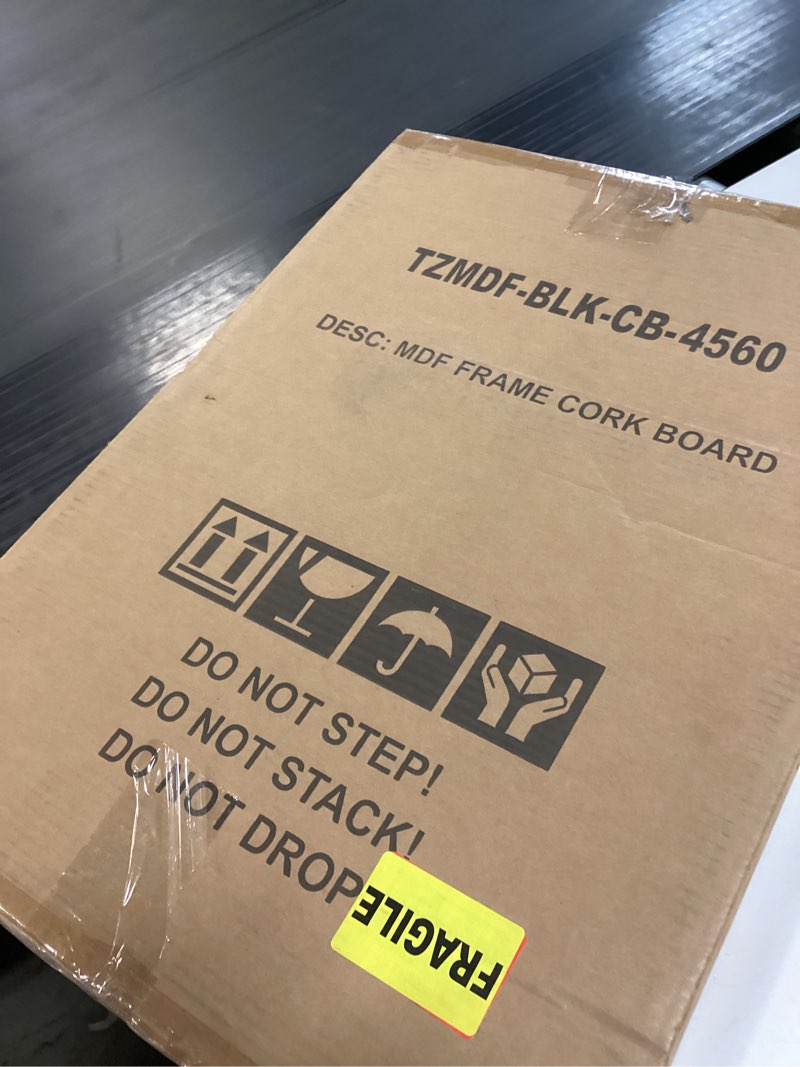 TZMDF-BLK-CB-4560
DESC: MDF FRAME CORK BOARD
DO NOT STEP!
DO NOT STACK!
DO NOT DROP
FRAGILE